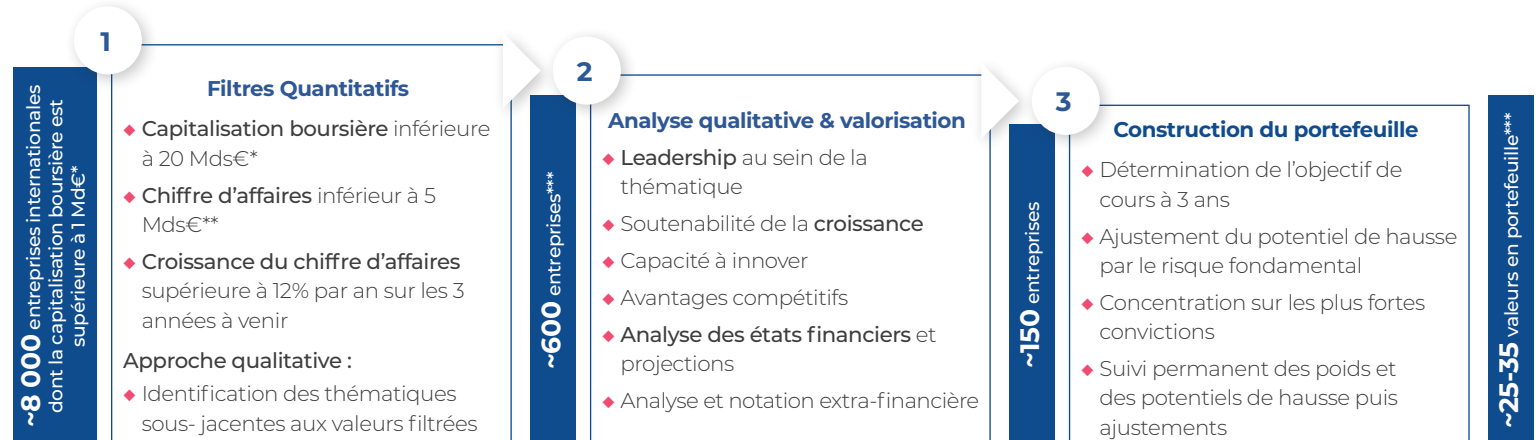 ~8 000 entreprises internationales
dont la capitalisation boursière est
supérieure à 1 Md€*
1
Filtres Quantitatifs
Capitalisation boursière inférieure
à 20 Mds€*
Chiffre d'affaires inférieur à 5
Mds€**
Croissance du chiffre d'affaires
supérieure à 12% par an sur les 3
années à venir
Approche qualitative :
Identification des thématiques
sous- jacentes aux valeurs filtrées
~600 entreprises***
2
Analyse qualitative & valorisation
Leadership au sein de la
thématique
Soutenabilité de la croissance
Capacité à innover
Avantages compétitifs
Analyse des états financiers et
projections
Analyse et notation extra-financière
~150 entreprises
3
Construction du portefeuille
Détermination de l'objectif de
cours à 3 ans
Ajustement du potentiel de hausse
par le risque fondamental
Concentration sur les plus fortes
convictions
Suivi permanent des poids et
des potentiels de hausse puis
ajustements
~25-35 valeurs en portefeuille***